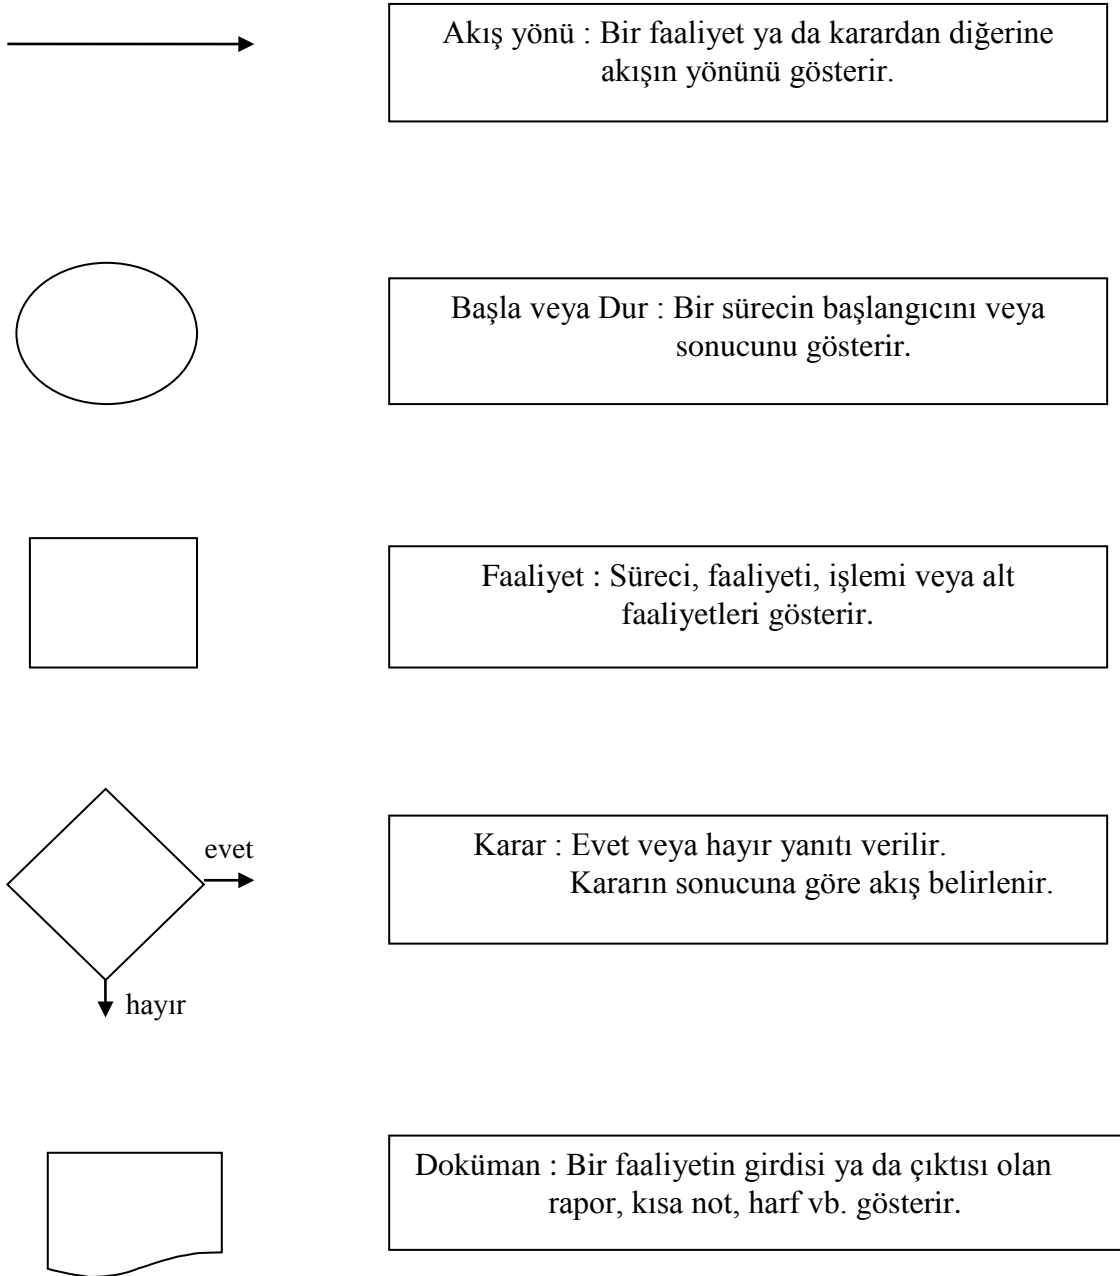 Akış yönü : Bir faaliyet ya da karardan diğerine
akışın yönünü gösterir.
Başla veya Dur : Bir sürecin başlangıcını veya
sonucunu gösterir.
Faaliyet : Süreci, faaliyeti, işlemi veya alt
faaliyetleri gösterir.
evet
hayır
Karar : Evet veya hayır yanıtı verilir.
Kararın sonucuna göre akış belirlenir.
Doküman : Bir faaliyetin girdisi ya da çıktısı olan
rapor, kısa not, harf vb. gösterir.